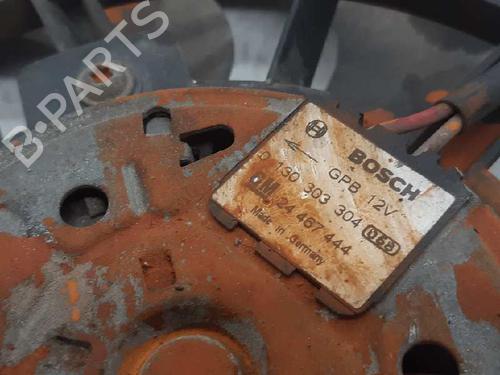 B-PARTS
BOSCH
GPB 12V
0 130 303 304
GM 24 467 444
Made in Germany